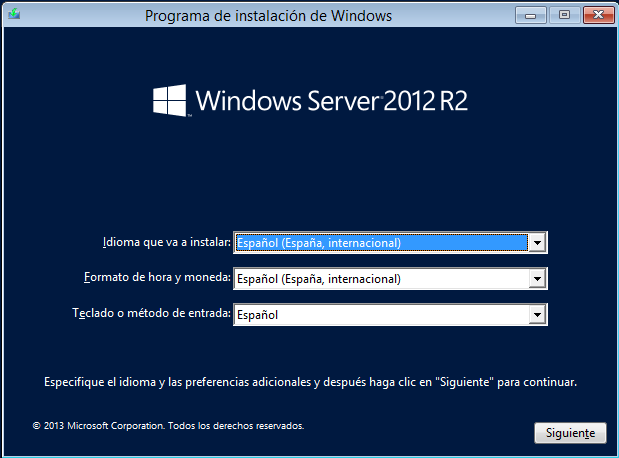 Programa de instalación de Windows
Windows Server 2012 R2
Idioma que va a instalar: Español (España, internacional)
Formato de hora y moneda: Español (España, internacional)
Teclado o método de entrada: Español
Especifique el idioma y las preferencias adicionales y después haga clic en "Siguiente" para continuar.
© 2013 Microsoft Corporation. Todos los derechos reservados.
Siguiente